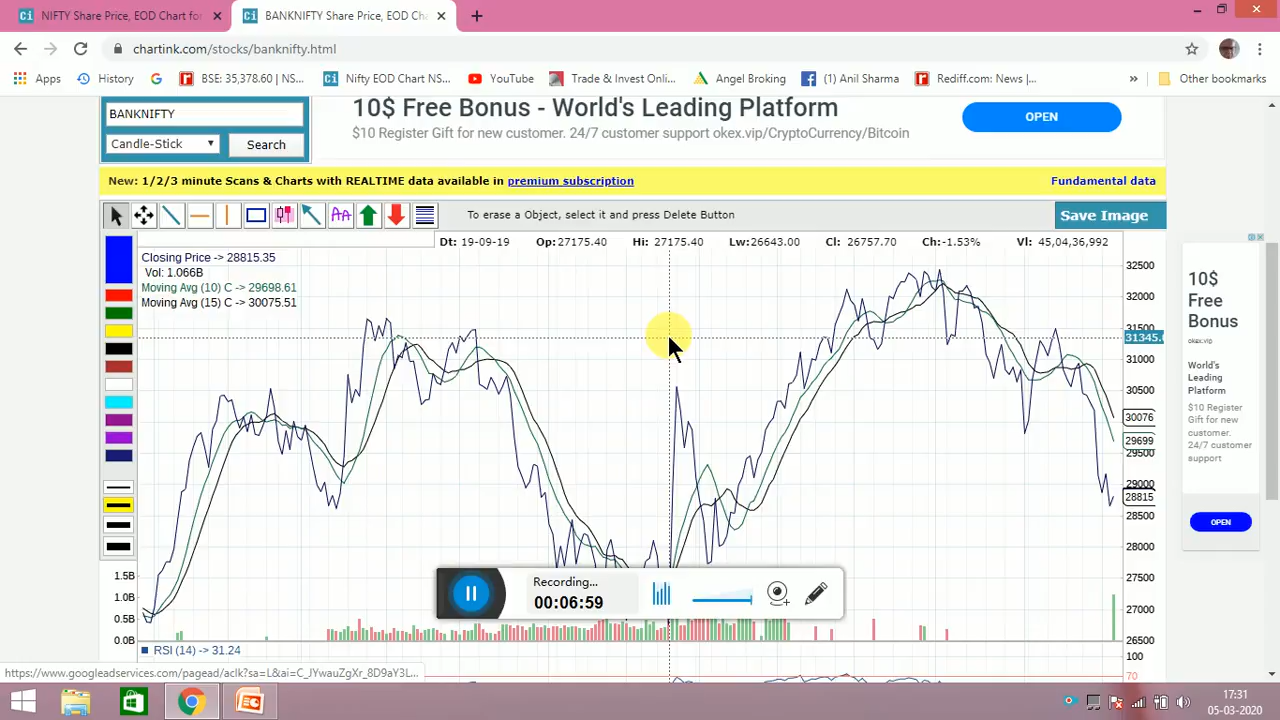 NIFTY Share Price, EOD Chart for
BANKNIFTY Share Price, EOD Cha
chartink.com/stocks/banknifty.html
Apps
History
BSE: 35,378.60 | NS...
Nifty EOD Chart NS...
YouTube
Trade & Invest Onli...
Angel Broking
(1) Anil Sharma
Rediff.com: News |...
»
Other bookmarks
BANKNIFTY
Candle-Stick
Search
10$ Free Bonus - World's Leading Platform
$10 Register Gift for new customer. 24/7 customer support okex.vip/CryptoCurrency/Bitcoin
OPEN
New: 1/2/3 minute Scans & Charts with REALTIME data available in premium subscription
Fundamental data
To erase a Object, select it and press Delete Button
Save Image
Dt: 19-09-19 Op:27175.40 Hi: 27175.40 Lw:26643.00 Cl: 26757.70 Ch:-1.53% Vl: 45,04,36,992
Closing Price -> 28815.35
Vol: 1.066B
Moving Avg (10) C -> 29698.61
Moving Avg (15) C -> 30075.51
32500
32000
31500
31345.
31000
30500
30076
29699
29500
29000
28815
28500
28000
27500
27000
26500
1.5B
1.0B
0.5B
0.0B
RSI (14) -> 31.24
100
70
Recording...
00:06:59
10$
Free
Bonus
okex.vip
World's
Leading
Platform
$10 Register
Gift for new
customer.
24/7 customer
support
OPEN
https://www.googleadservices.com/pagead/aclk?sa=L&ai=C_JYwauZgXr_8D9A3L...
17:31
05-03-2020